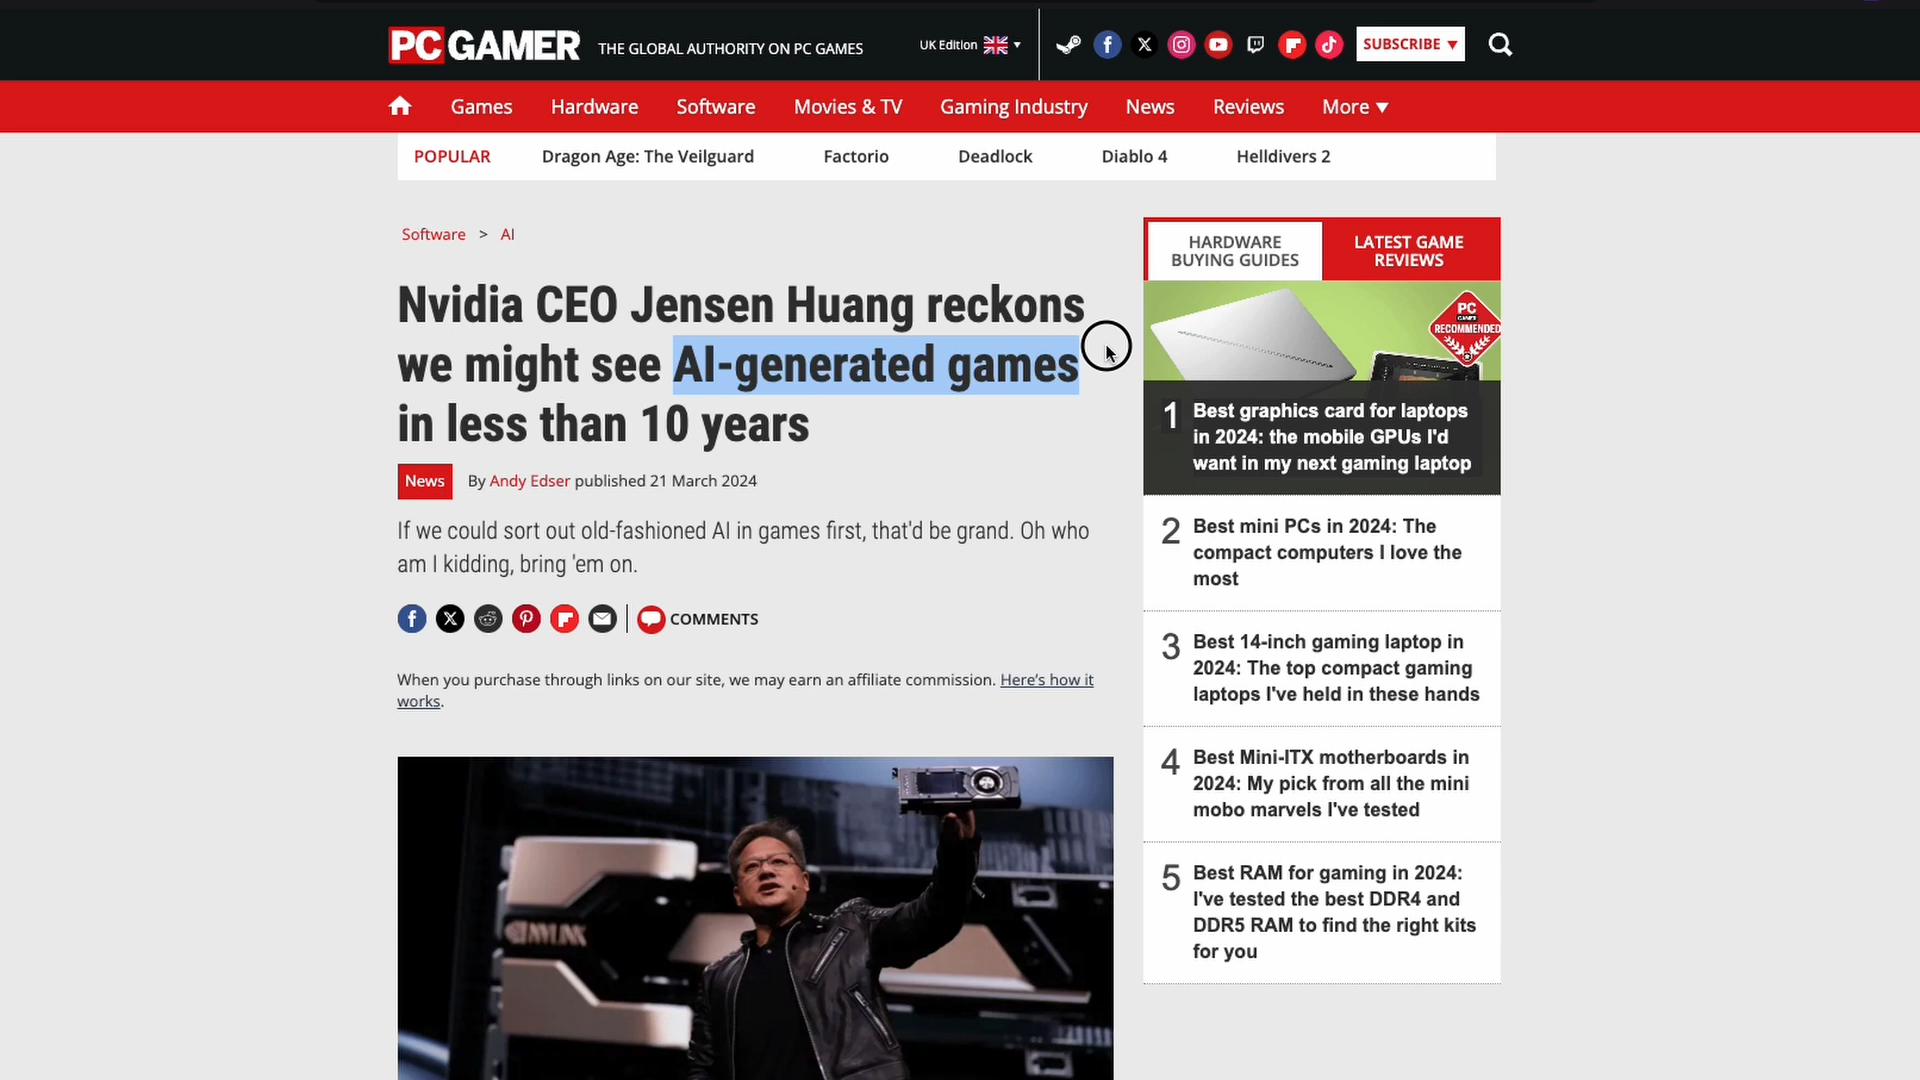 PC GAMER THE GLOBAL AUTHORITY ON PC GAMES UK Edition SUBSCRIBE
Games Hardware Software Movies & TV Gaming Industry News Reviews More
POPULAR Dragon Age: The Veilguard Factorio Deadlock Diablo 4 Helldivers 2
Software > AI
Nvidia CEO Jensen Huang reckons
we might see AI-generated games
in less than 10 years
News By Andy Edser published 21 March 2024
If we could sort out old-fashioned AI in games first, that'd be grand. Oh who
am I kidding, bring 'em on.
COMMENTS
When you purchase through links on our site, we may earn an affiliate commission. Here's how it
works.
NVLINK
HARDWARE
BUYING GUIDES
LATEST GAME
REVIEWS
PC
GAMER
RECOMMENDED
1 Best graphics card for laptops
in 2024: the mobile GPUs I'd
want in my next gaming laptop
2 Best mini PCs in 2024: The
compact computers I love the
most
3 Best 14-inch gaming laptop in
2024: The top compact gaming
laptops I've held in these hands
4 Best Mini-ITX motherboards in
2024: My pick from all the mini
mobo marvels I've tested
5 Best RAM for gaming in 2024:
I've tested the best DDR4 and
DDR5 RAM to find the right kits
for you